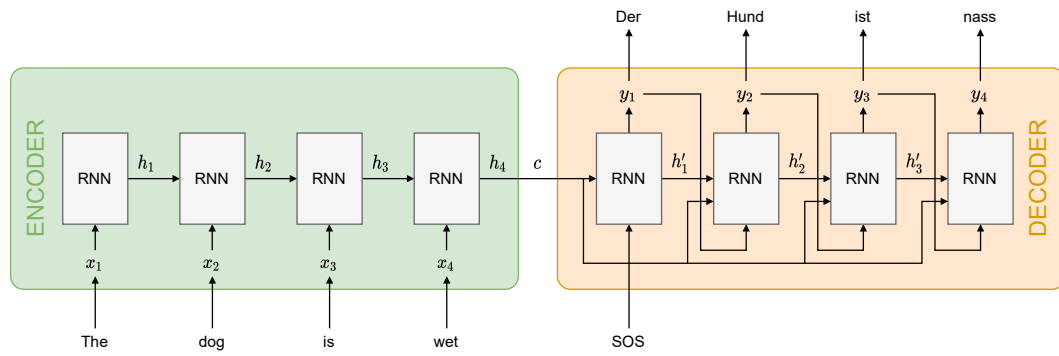 Der Hund ist nass
y₁ y₂ y₃ y₄
ENCODER
RNN h₁ RNN h₂ RNN h₃ RNN h₄ c RNN h′₁ RNN h′₂ RNN h′₃ RNN
DECODER
x₁ x₂ x₃ x₄
The dog is wet SOS